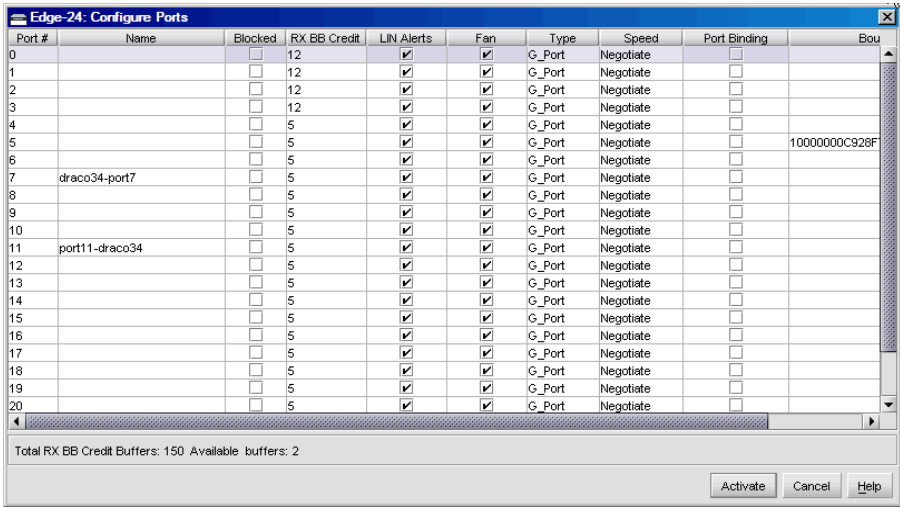 Edge-24: Configure Ports
Port # Name Blocked RX BB Credit LIN Alerts Fan Type Speed Port Binding Bou
0 12 G_Port Negotiate
1 12 G_Port Negotiate
2 12 G_Port Negotiate
3 12 G_Port Negotiate
4 5 G_Port Negotiate
5 5 G_Port Negotiate 10000000C928F
6 5 G_Port Negotiate
7 draco34-port7 5 G_Port Negotiate
8 5 G_Port Negotiate
9 5 G_Port Negotiate
10 5 G_Port Negotiate
11 port11-draco34 5 G_Port Negotiate
12 5 G_Port Negotiate
13 5 G_Port Negotiate
14 5 G_Port Negotiate
15 5 G_Port Negotiate
16 5 G_Port Negotiate
17 5 G_Port Negotiate
18 5 G_Port Negotiate
19 5 G_Port Negotiate
20 5 G_Port Negotiate
Total RX BB Credit Buffers: 150 Available buffers: 2
Activate Cancel Help